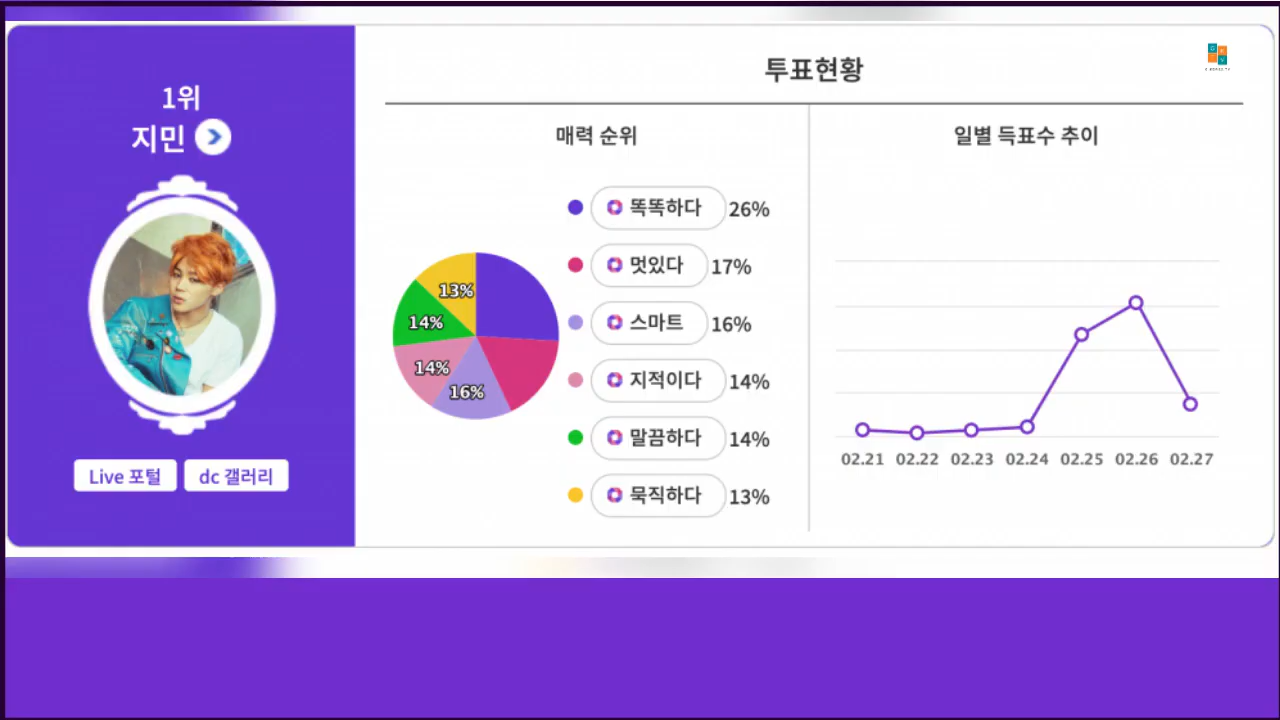 1위
지민
Live 포털
dc 갤러리
투표현황
매력 순위
똑똑하다 26%
멋있다 17%
스마트 16%
지적이다 14%
말끔하다 14%
묵직하다 13%
13%
14%
14%
16%
일별 득표수 추이
02.21 02.22 02.23 02.24 02.25 02.26 02.27